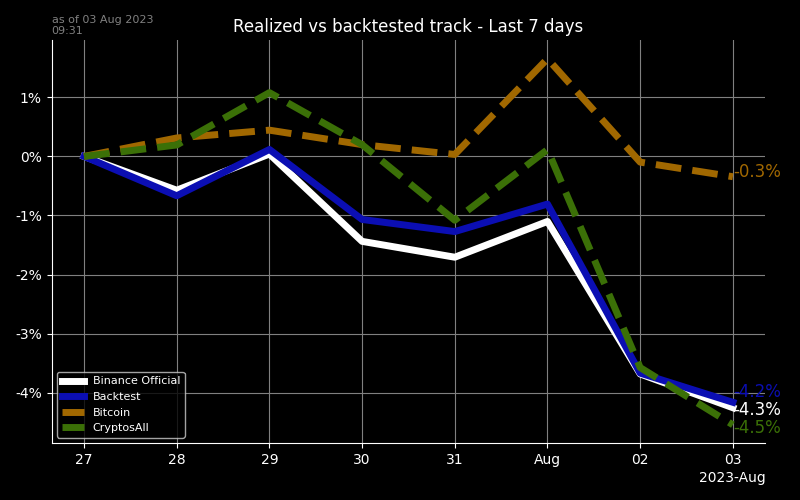 as of 03 Aug 2023
09:31
Realized vs backtested track - Last 7 days
1%
0%
-1%
-2%
-3%
-4%
-0.3%
-4.2%
-4.3%
-4.5%
Binance Official
Backtest
Bitcoin
CryptosAll
27 28 29 30 31 Aug 02 03
2023-Aug